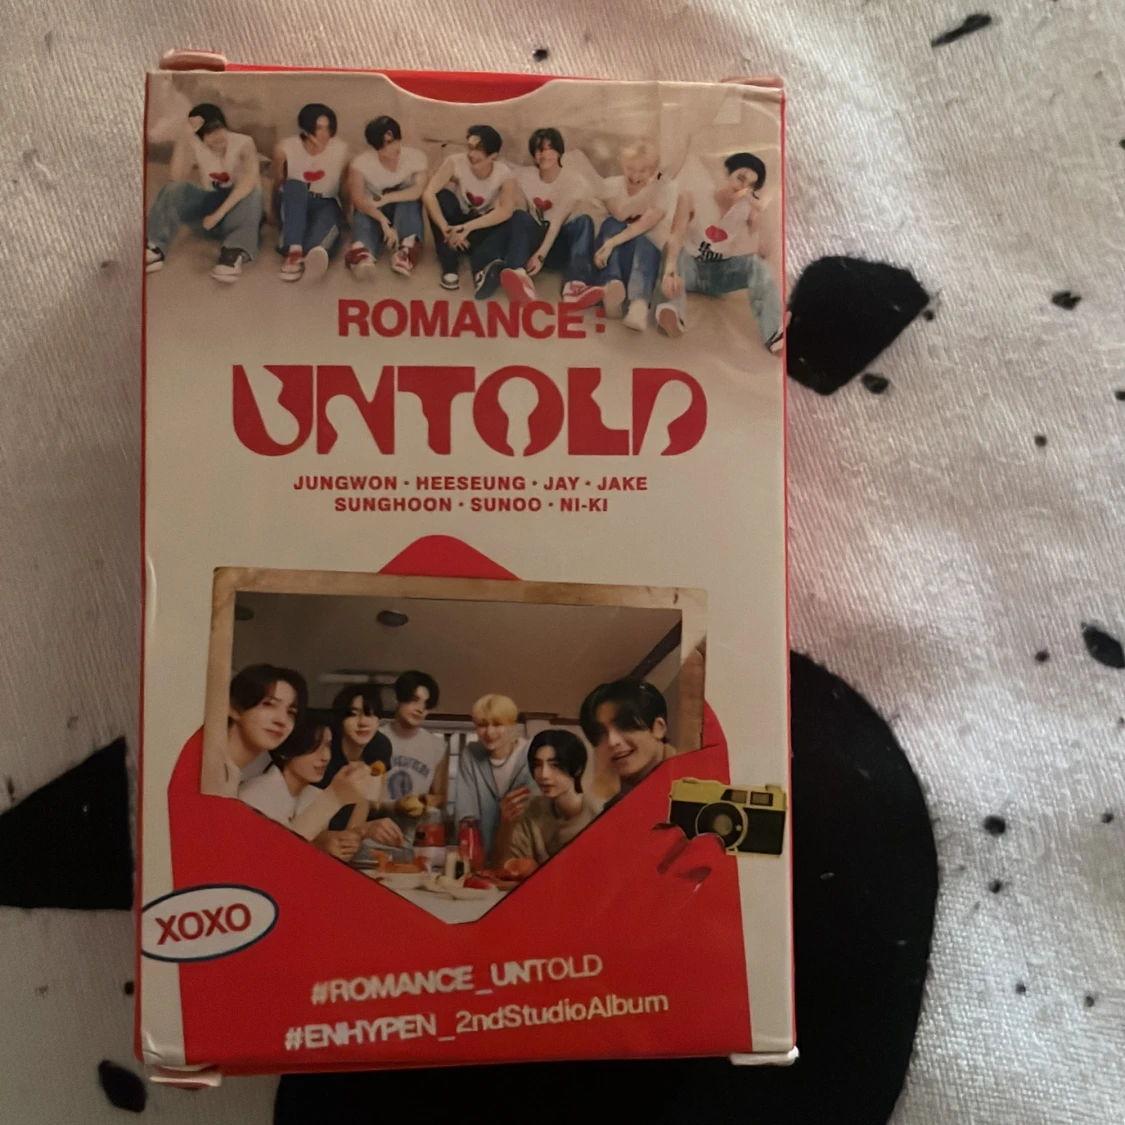 ROMANCE:
UNTOLD
JUNGWON · HEESEUNG · JAY · JAKE
SUNGHOON · SUNOO · NI-KI
XOXO
#ROMANCE_UNTOLD
#ENHYPEN_2ndStudioAlbum